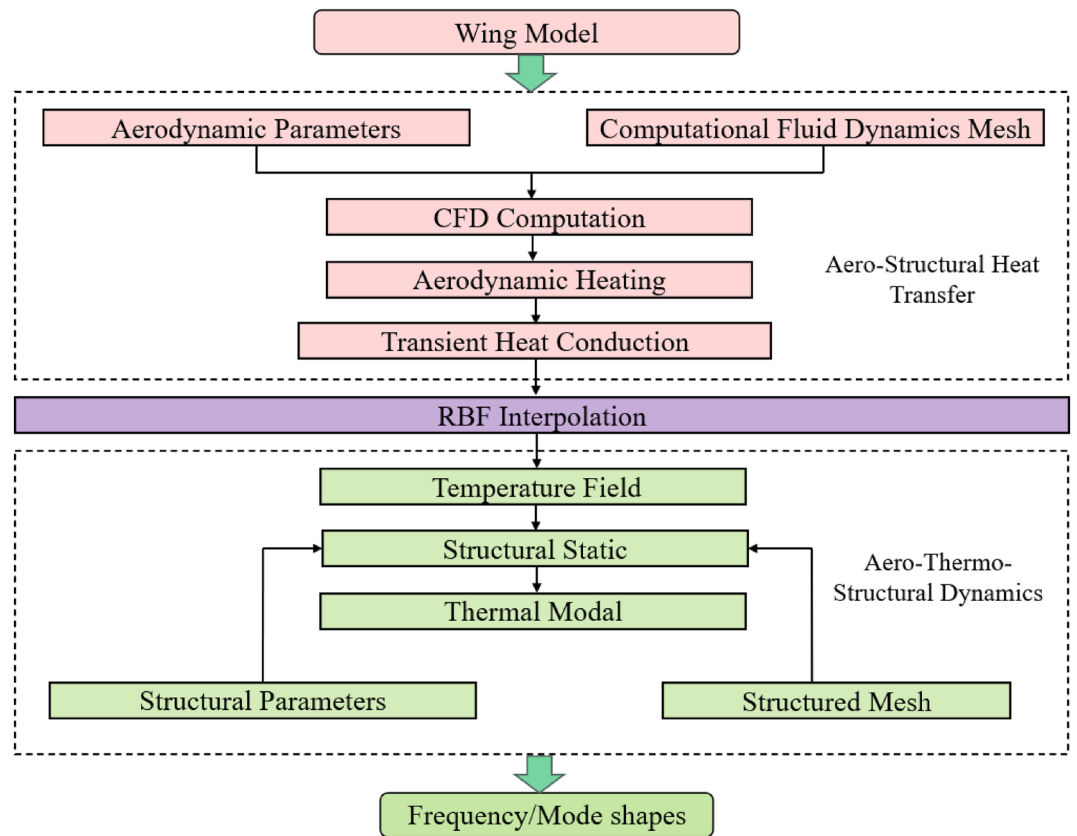 Wing Model
Aerodynamic Parameters
Computational Fluid Dynamics Mesh
CFD Computation
Aerodynamic Heating
Aero-Structural Heat
Transfer
Transient Heat Conduction
RBF Interpolation
Temperature Field
Structural Static
Aero-Thermo-
Structural Dynamics
Thermal Modal
Structural Parameters
Structured Mesh
Frequency/Mode shapes